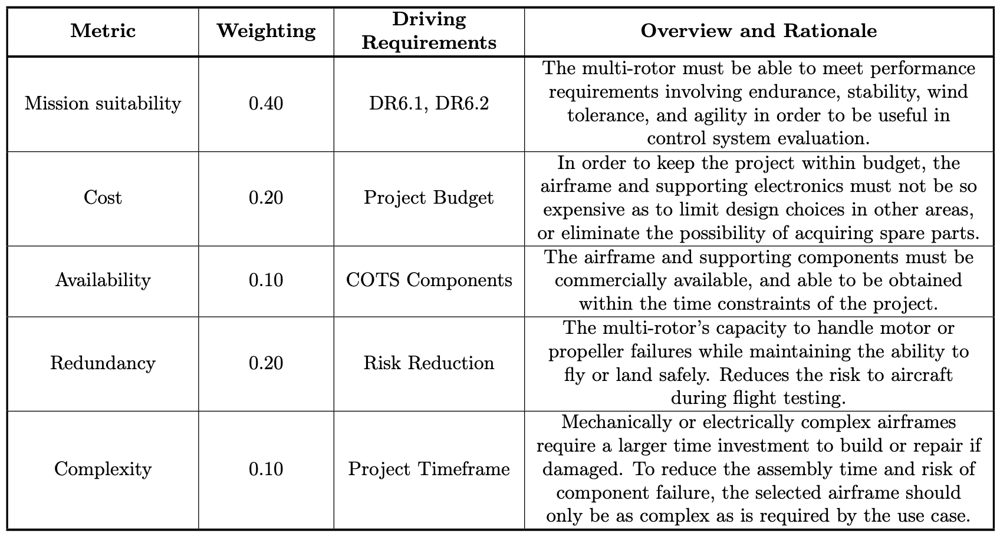 Metric
Weighting
Driving
Requirements
Overview and Rationale
Mission suitability
0.40
DR6.1, DR6.2
The multi-rotor must be able to meet performance
requirements involving endurance, stability, wind
tolerance, and agility in order to be useful in
control system evaluation.
Cost
0.20
Project Budget
In order to keep the project within budget, the
airframe and supporting electronics must not be so
expensive as to limit design choices in other areas,
or eliminate the possibility of acquiring spare parts.
Availability
0.10
COTS Components
The airframe and supporting components must be
commercially available, and able to be obtained
within the time constraints of the project.
Redundancy
0.20
Risk Reduction
The multi-rotor's capacity to handle motor or
propeller failures while maintaining the ability to
fly or land safely. Reduces the risk to aircraft
during flight testing.
Complexity
0.10
Project Timeframe
Mechanically or electrically complex airframes
require a larger time investment to build or repair if
damaged. To reduce the assembly time and risk of
component failure, the selected airframe should
only be as complex as is required by the use case.